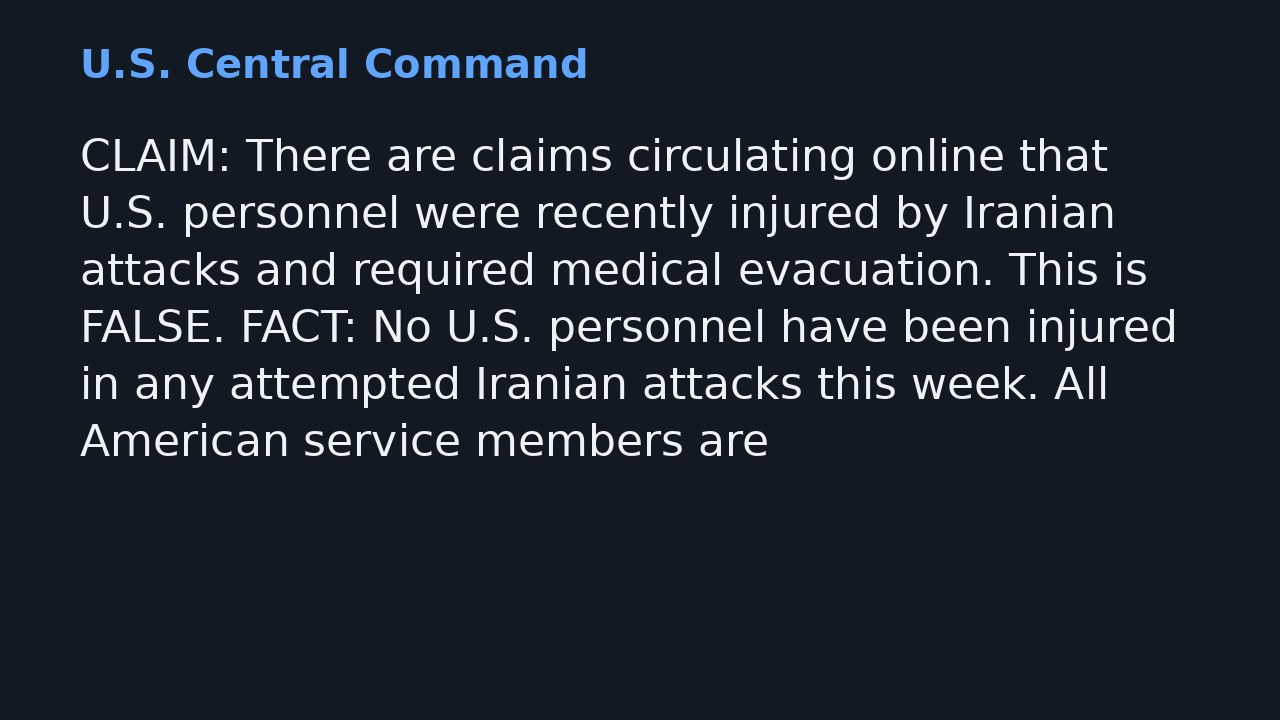 U.S. Central Command
CLAIM: There are claims circulating online that
U.S. personnel were recently injured by Iranian
attacks and required medical evacuation. This is
FALSE. FACT: No U.S. personnel have been injured
in any attempted Iranian attacks this week. All
American service members are